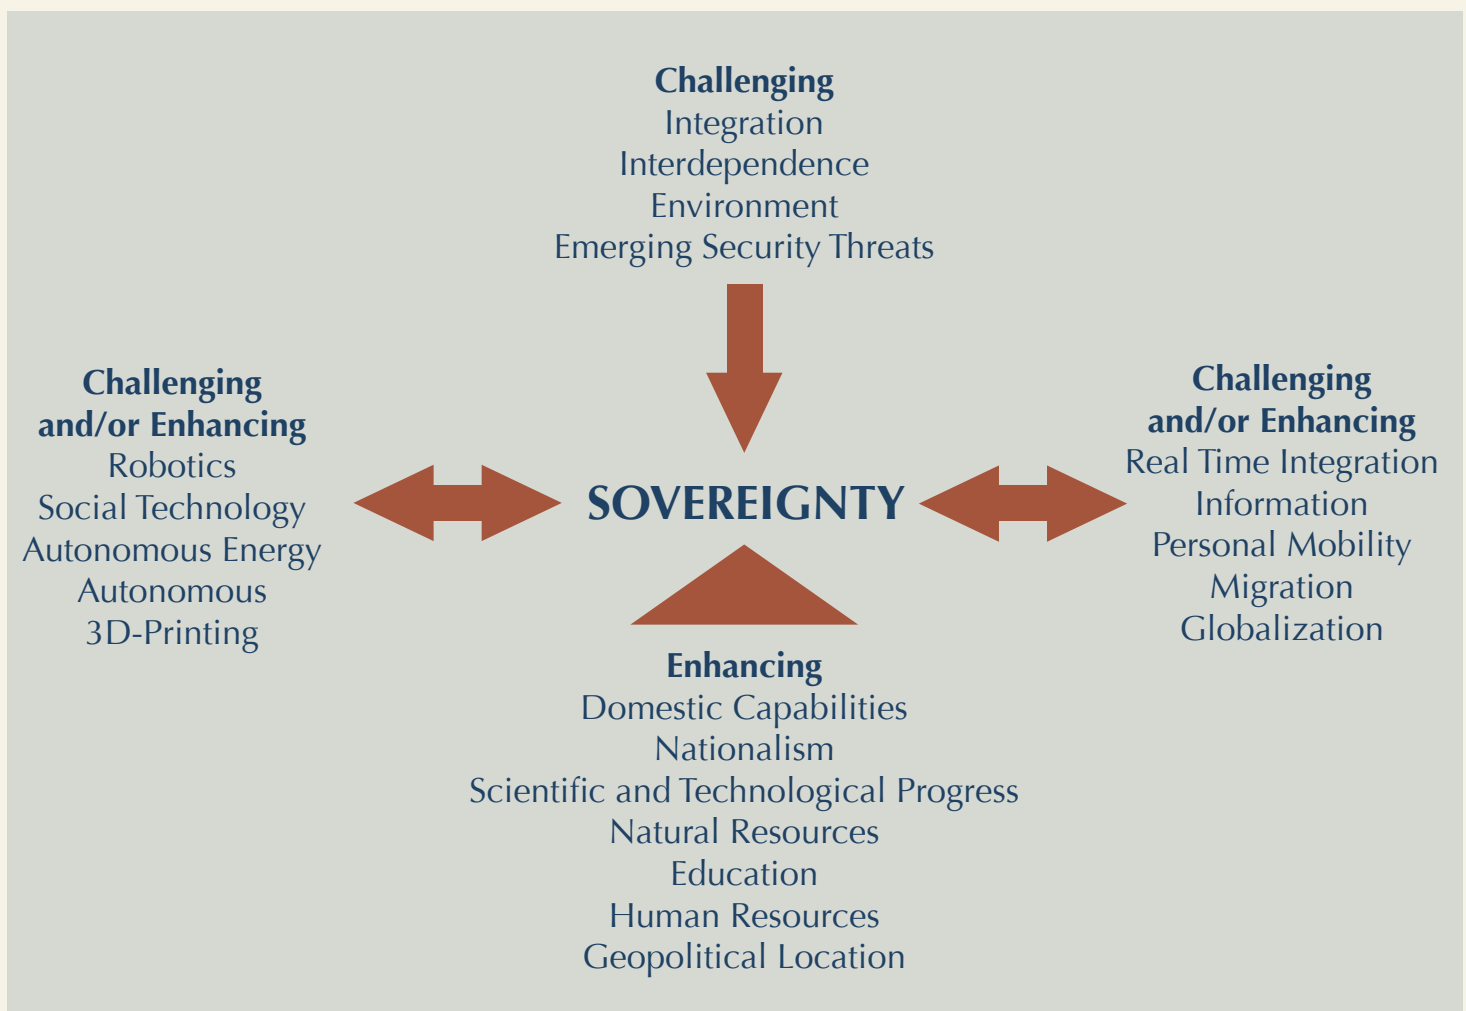 Challenging
Integration
Interdependence
Environment
Emerging Security Threats
Challenging
and/or Enhancing
Robotics
Social Technology
Autonomous Energy
Autonomous
3D-Printing
SOVEREIGNTY
Challenging
and/or Enhancing
Real Time Integration
Information
Personal Mobility
Migration
Globalization
Enhancing
Domestic Capabilities
Nationalism
Scientific and Technological Progress
Natural Resources
Education
Human Resources
Geopolitical Location